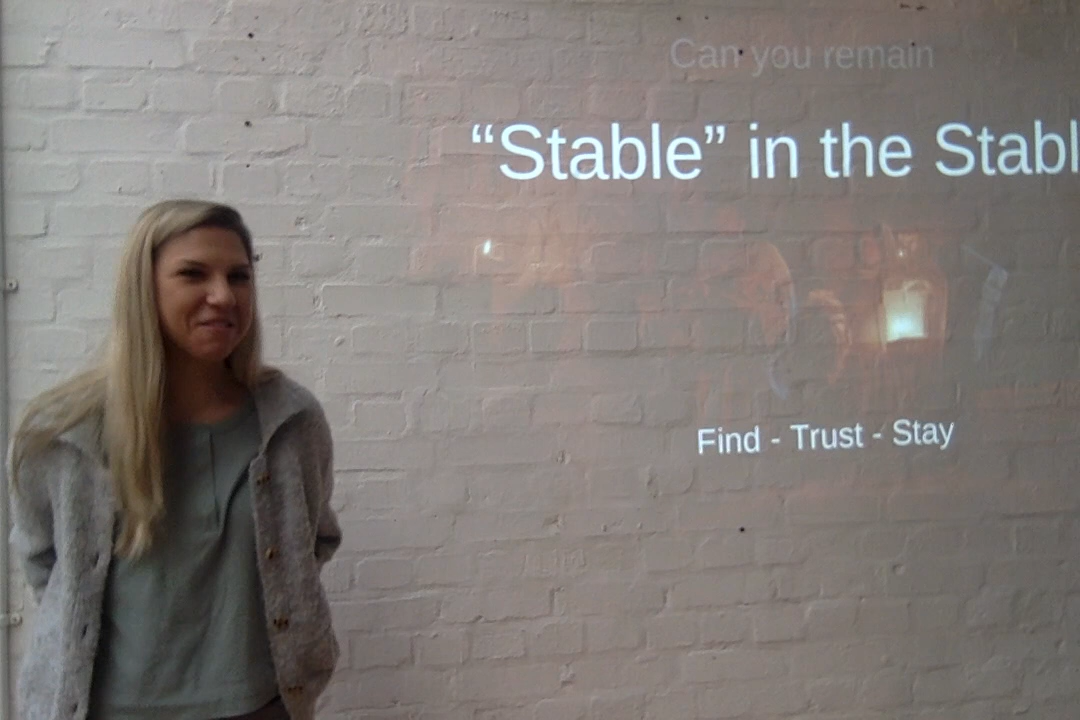 Can you remain
“Stable” in the Stabl
Find - Trust - Stay